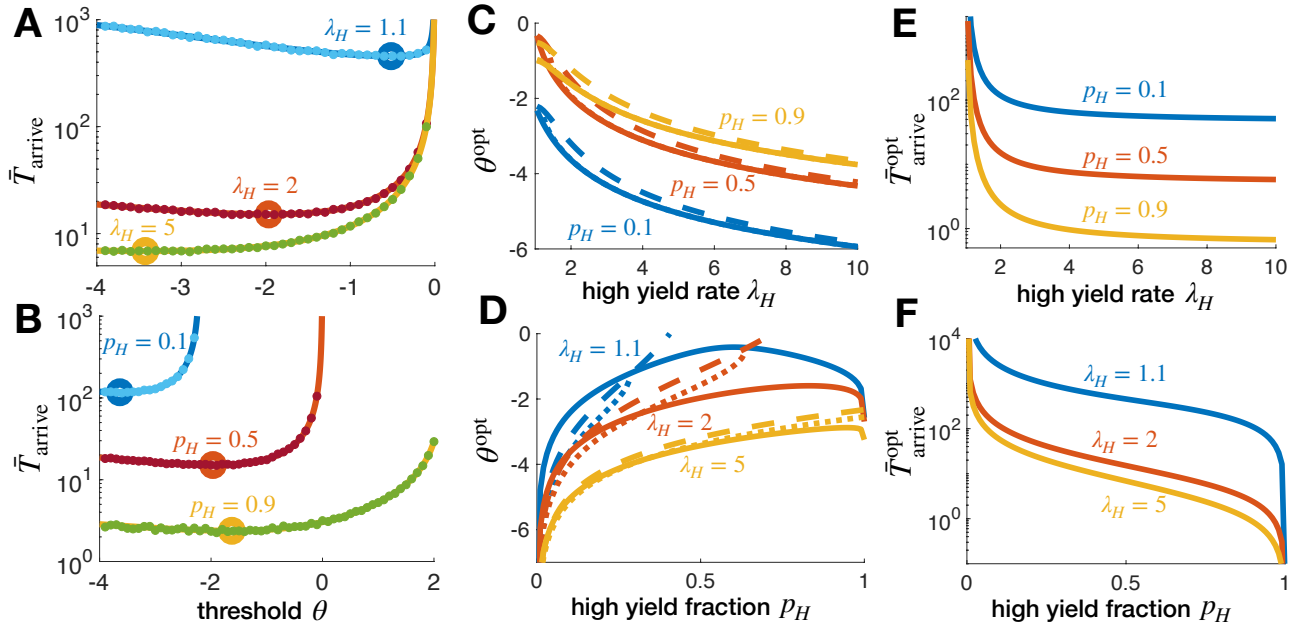 A
10³
10²
10¹
T̄arrive
λH = 1.1
λH = 2
λH = 5
-4 -3 -2 -1 0
B
10³
10²
10¹
10⁰
T̄arrive
pH = 0.1
pH = 0.5
pH = 0.9
-4 -2 0 2
threshold θ
C
0
-2
-4
-6
θopt
pH = 0.9
pH = 0.5
pH = 0.1
2 4 6 8 10
high yield rate λH
D
0
-2
-4
-6
θopt
λH = 1.1
λH = 2
λH = 5
0 0.5 1
high yield fraction pH
E
10²
10⁰
T̄optarrive
pH = 0.1
pH = 0.5
pH = 0.9
2 4 6 8 10
high yield rate λH
F
10⁴
10²
10⁰
T̄optarrive
λH = 1.1
λH = 2
λH = 5
0 0.5 1
high yield fraction pH